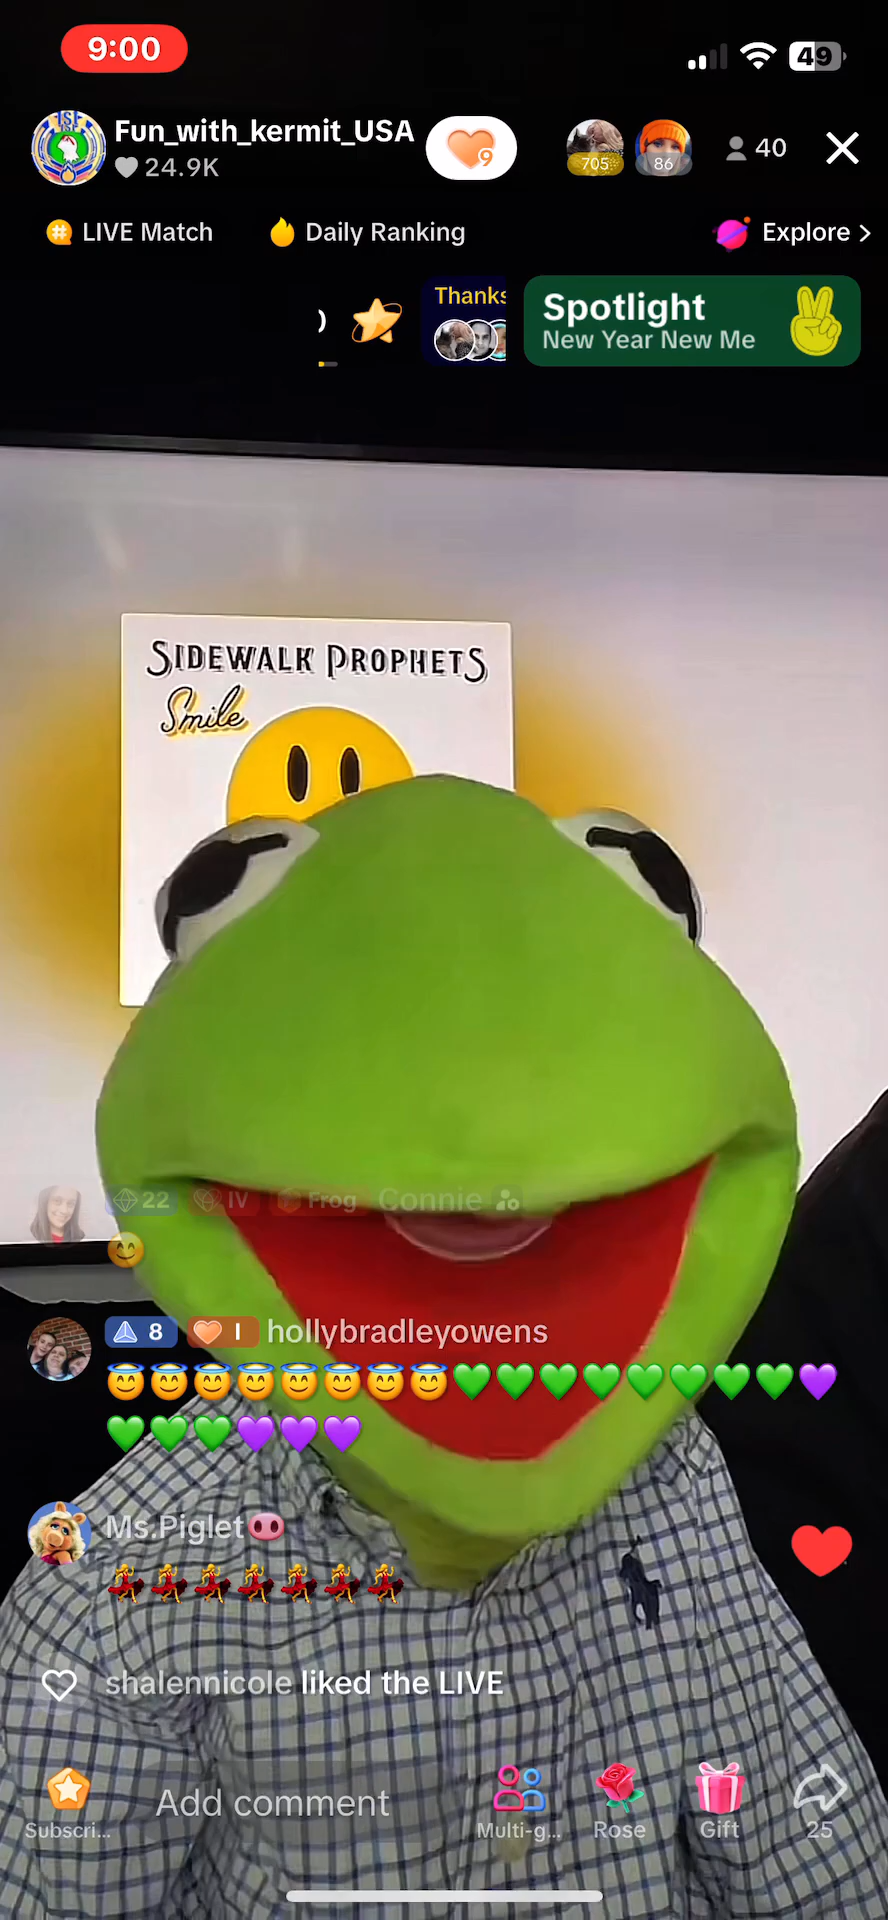 9:00
49
Fun_with_kermit_USA
24.9K
9
705
86
40
LIVE Match
Daily Ranking
Explore >
Thanks
Spotlight
New Year New Me
SIDEWALK PROPHETS
Smile
22 IV Frog Connie
8 I hollybradleyowens
Ms.Piglet
shalennicole liked the LIVE
Add comment
Subscri...
Multi-g...
Rose
Gift
25